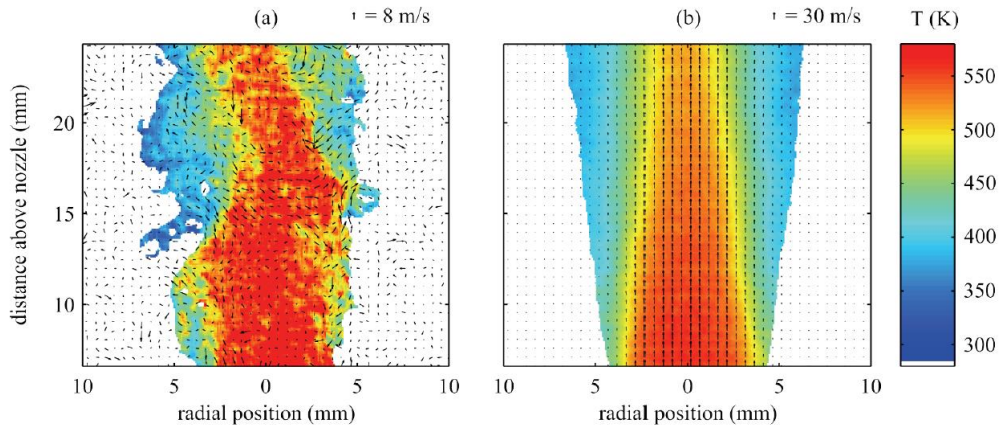 (a)
↑ = 8 m/s
(b)
↑ = 30 m/s
T (K)
distance above nozzle (mm)
20
15
10
10 5 0 5 10
radial position (mm)
10 5 0 5 10
radial position (mm)
550
500
450
400
350
300